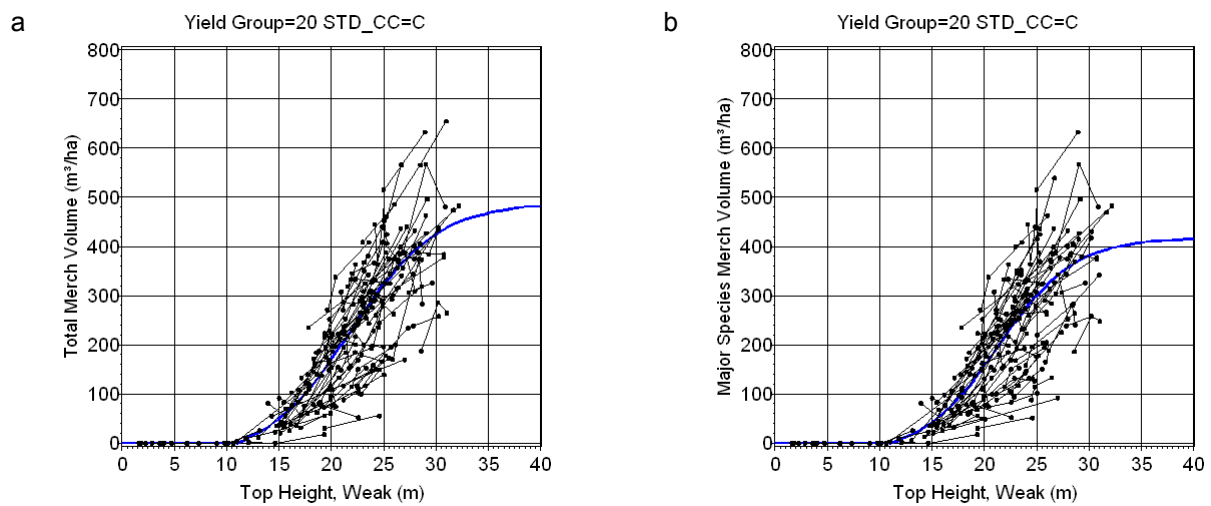 a
Yield Group=20 STD_CC=C
800
700
600
500
400
300
200
100
0
Total Merch Volume (m³/ha)
0 5 10 15 20 25 30 35 40
Top Height, Weak (m)
b
Yield Group=20 STD_CC=C
800
700
600
500
400
300
200
100
0
Major Species Merch Volume (m³/ha)
0 5 10 15 20 25 30 35 40
Top Height, Weak (m)